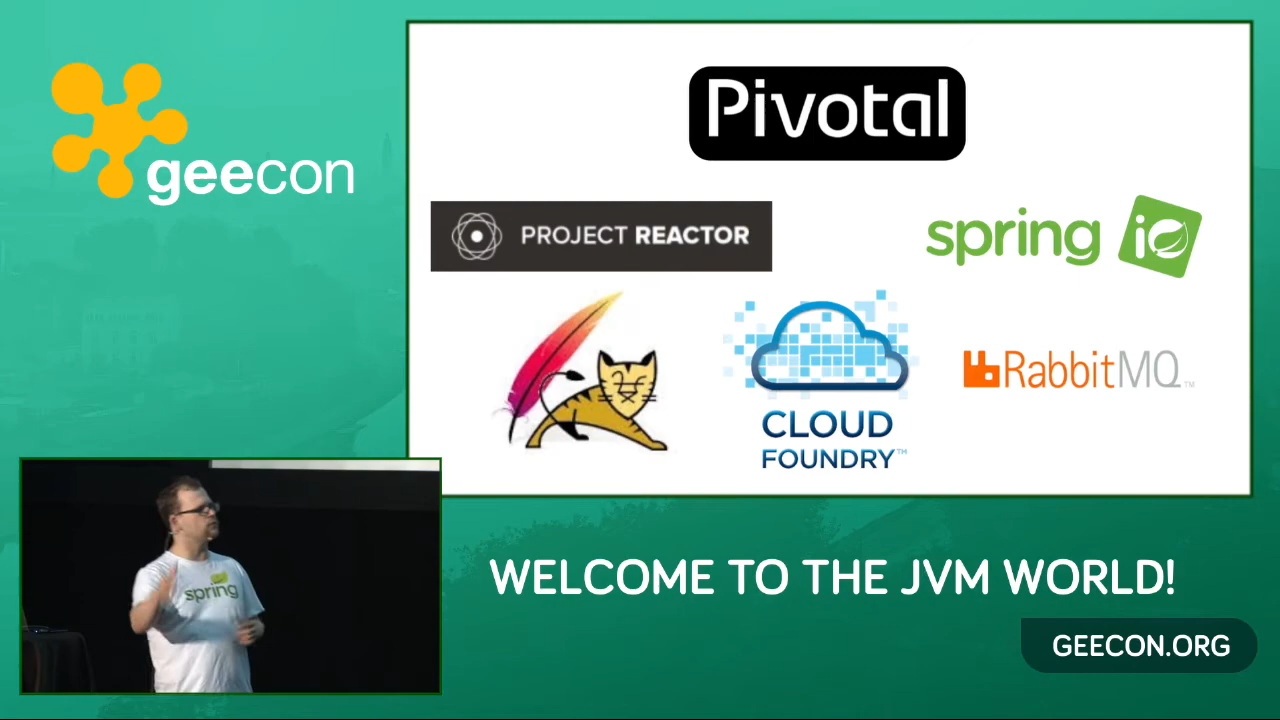 geecon
Pivotal
PROJECT REACTOR
spring
RabbitMQ™
CLOUD
FOUNDRY™
spring
WELCOME TO THE JVM WORLD!
GEECON.ORG